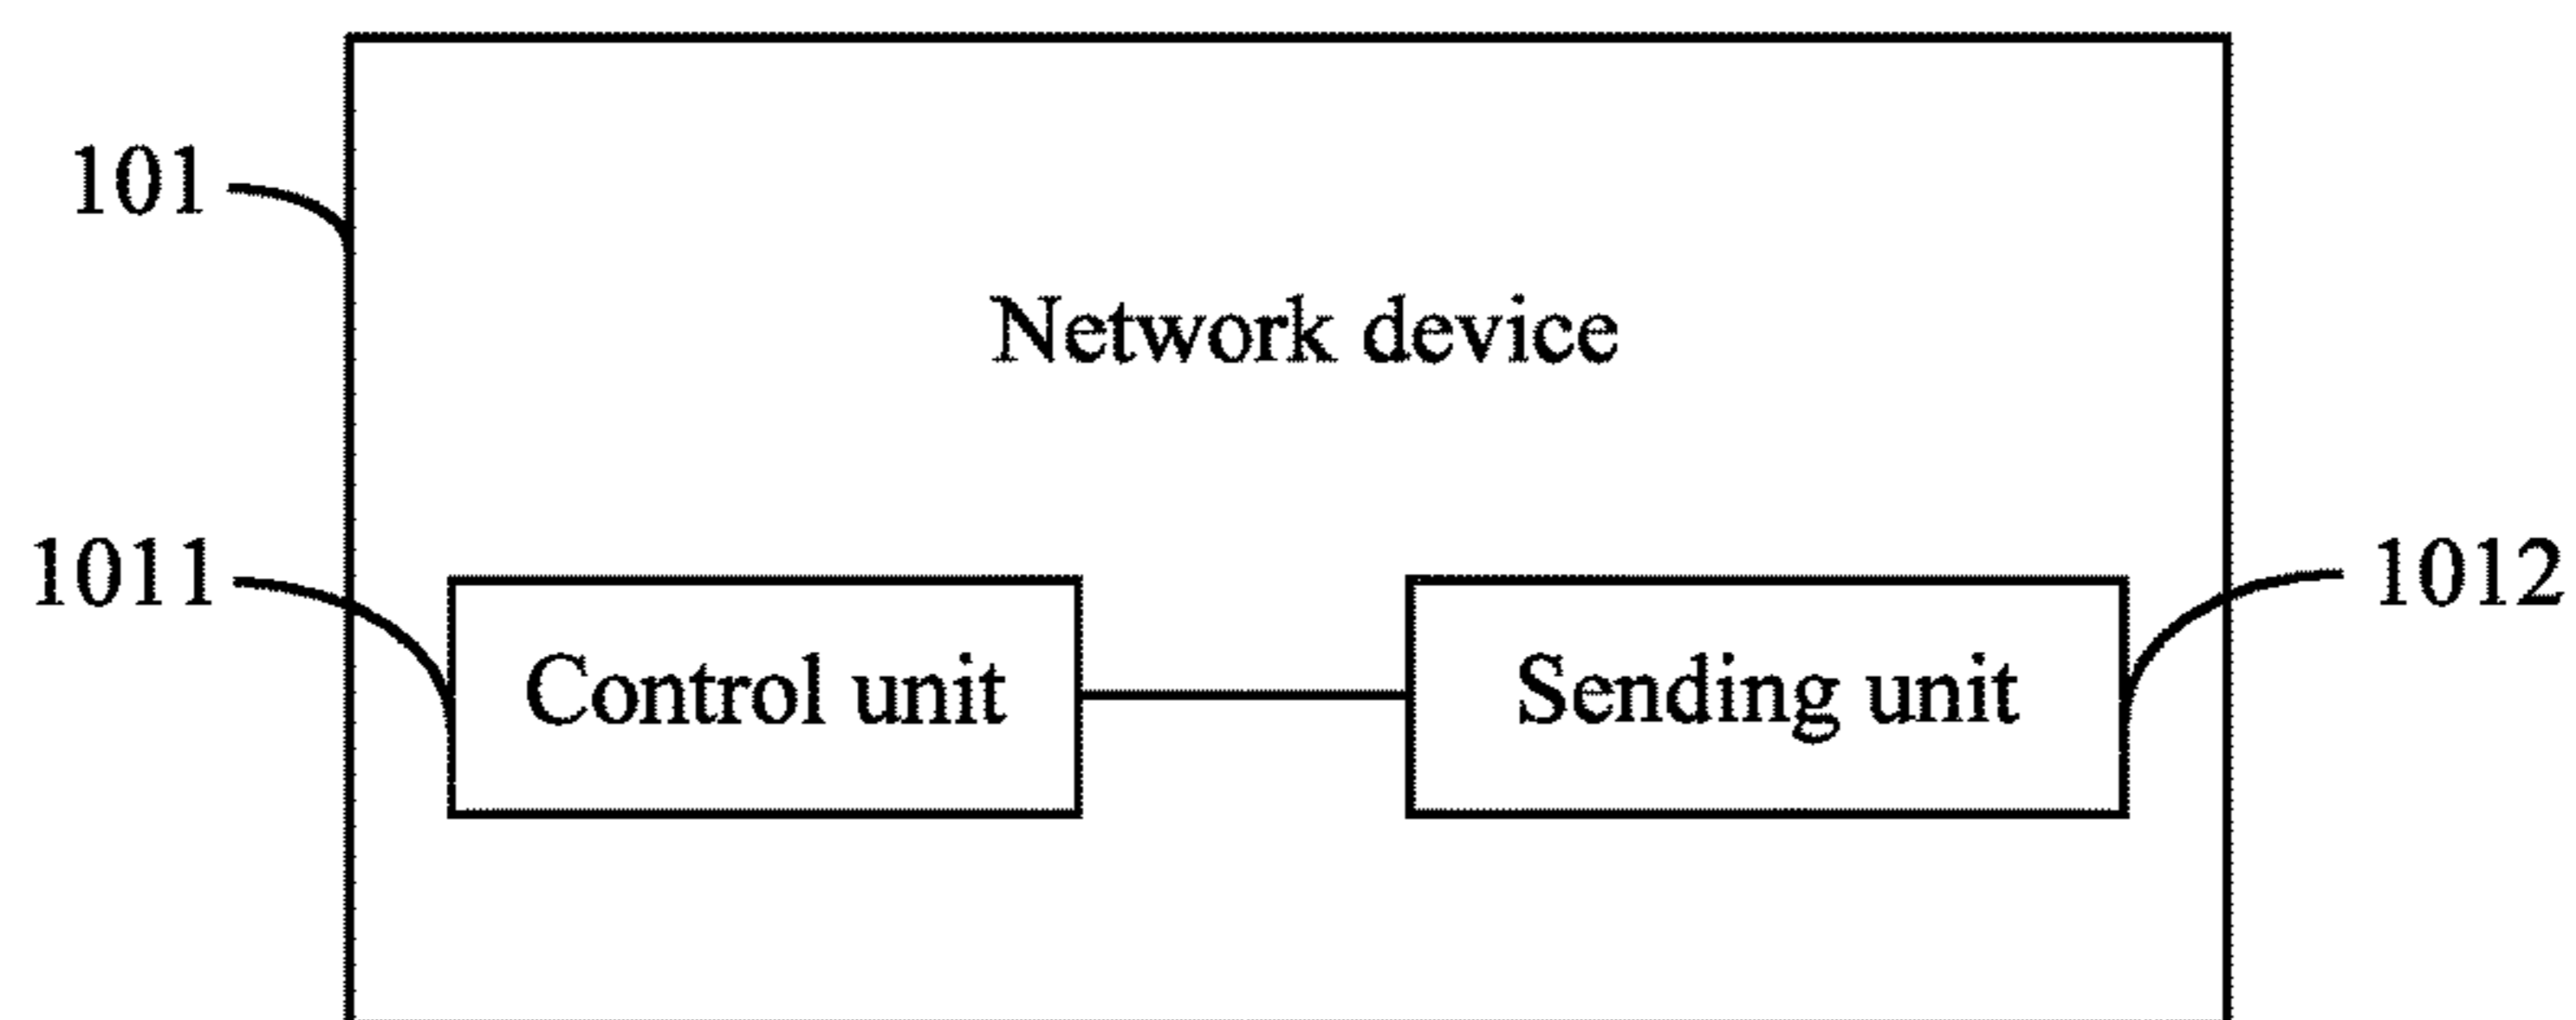 101
Network device
1011
Control unit
Sending unit
1012